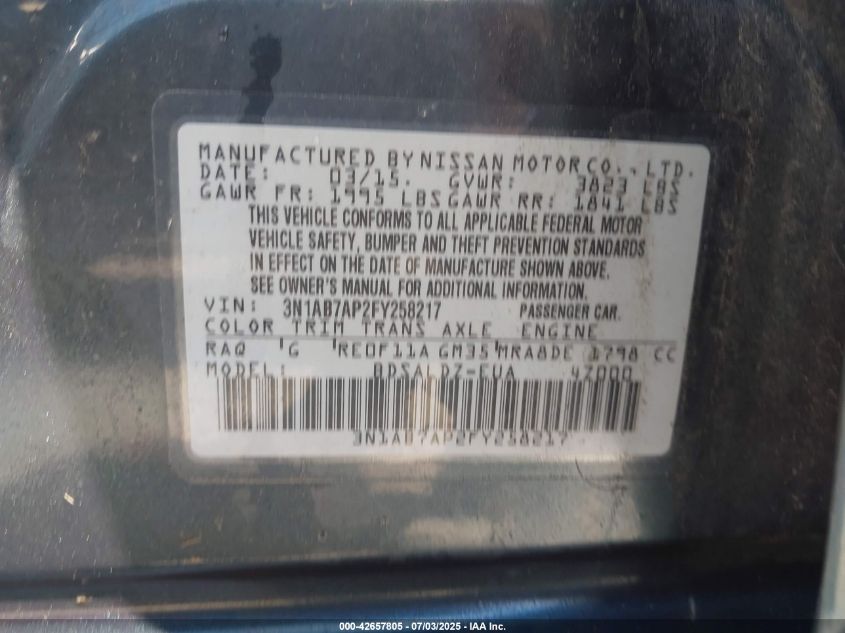 MANUFACTURED BY NISSAN MOTOR CO., LTD.
DATE: 03/15. GVWR: 3823 LBS
GAWR FR: 1995 LBS GAWR RR: 1841 LBS
THIS VEHICLE CONFORMS TO ALL APPLICABLE FEDERAL MOTOR
VEHICLE SAFETY, BUMPER AND THEFT PREVENTION STANDARDS
IN EFFECT ON THE DATE OF MANUFACTURE SHOWN ABOVE.
SEE OWNER'S MANUAL FOR ADDITIONAL INFORMATION.
VIN: 3N1AB7AP2FY258217 PASSENGER CAR.
COLOR TRIM TRANS AXLE ENGINE
RAQ 'G 'RE0F11A GM35'MRA8DE 1798 CC
MODEL: BDSALDZ-EUA 4Z000
3N1AB7AP2FY258217
000-42657805 - 07/03/2025 - IAA Inc.